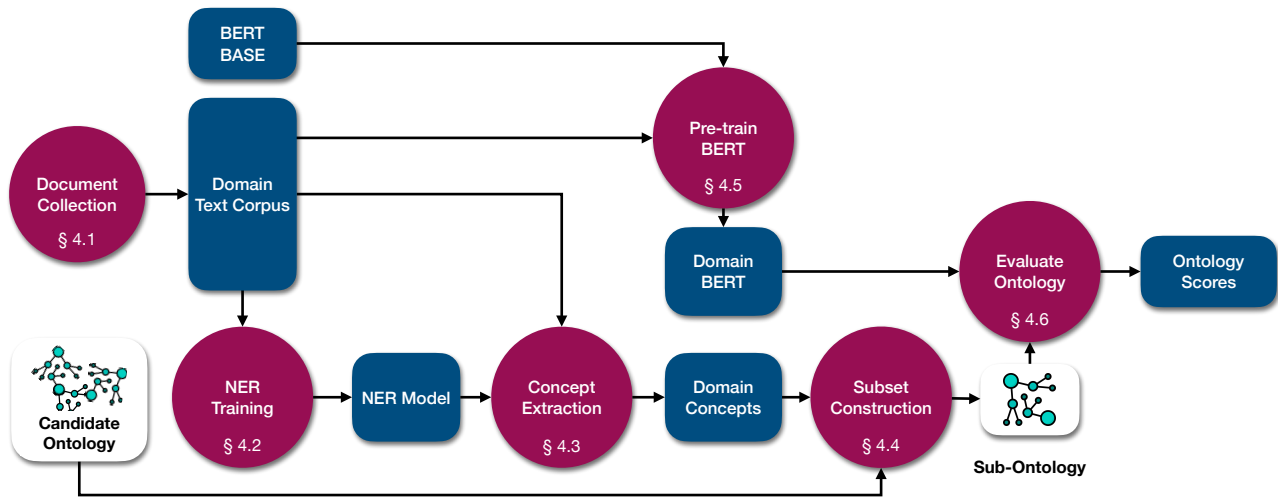 BERT
BASE
Document
Collection
§ 4.1
Domain
Text Corpus
Pre-train
BERT
§ 4.5
Domain
BERT
Evaluate
Ontology
§ 4.6
Ontology
Scores
Candidate
Ontology
NER
Training
§ 4.2
NER Model
Concept
Extraction
§ 4.3
Domain
Concepts
Subset
Construction
§ 4.4
Sub-Ontology